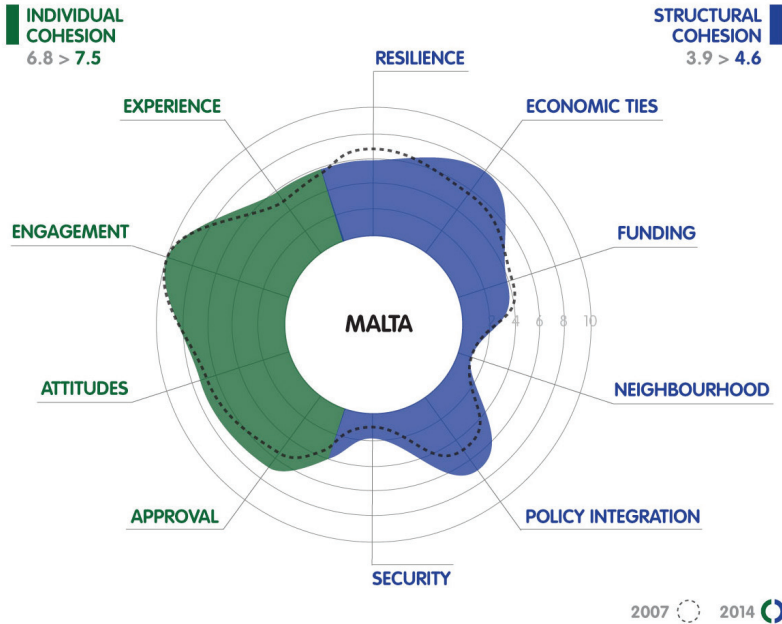 INDIVIDUAL
COHESION
6.8 > 7.5
STRUCTURAL
COHESION
3.9 > 4.6
RESILIENCE
EXPERIENCE
ECONOMIC TIES
ENGAGEMENT
FUNDING
MALTA
4 6 8 10
ATTITUDES
NEIGHBOURHOOD
APPROVAL
POLICY INTEGRATION
SECURITY
2007
2014